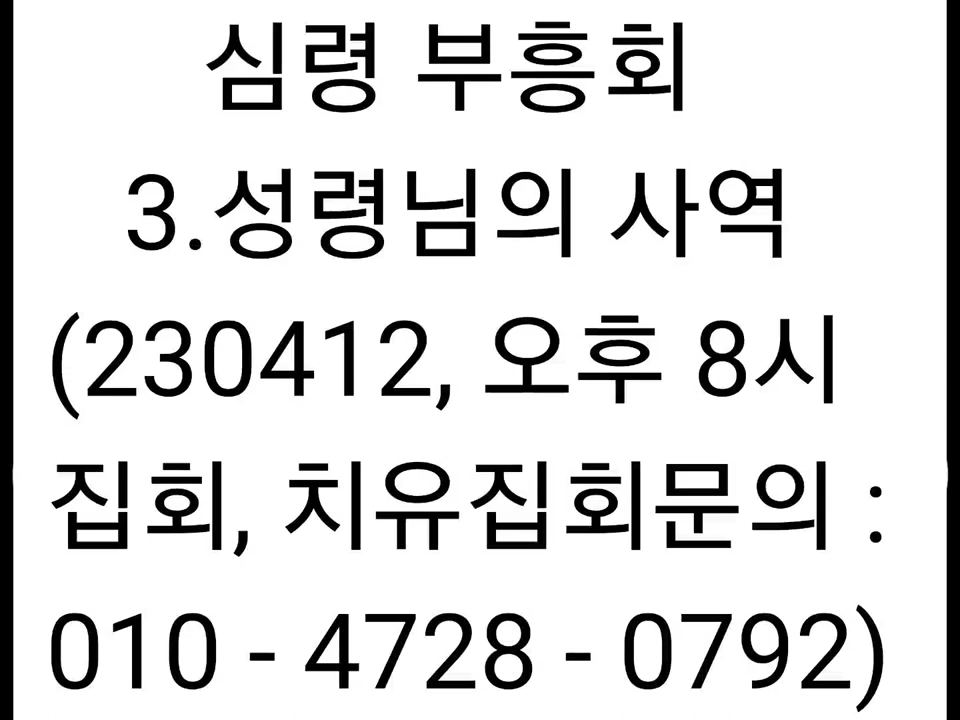 심령 부흥회
3.성령님의 사역
(230412, 오후 8시
집회, 치유집회문의 :
010 - 4728 - 0792)